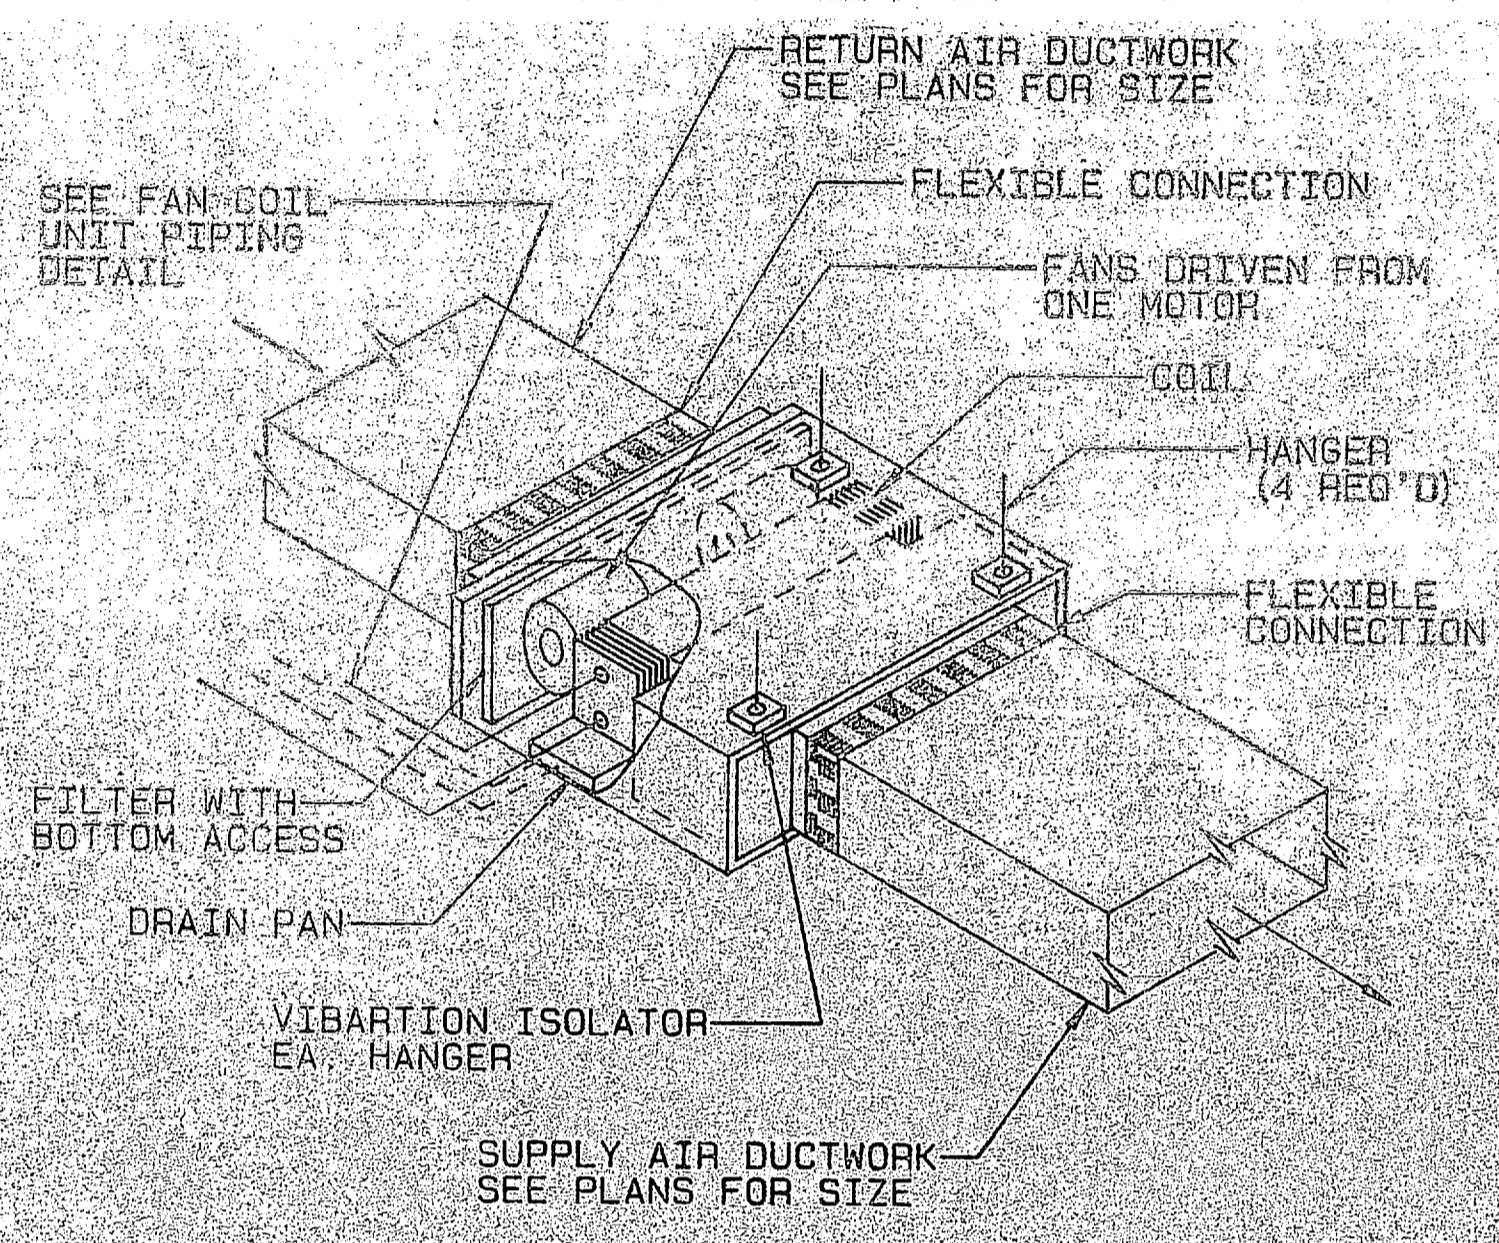 RETURN AIR DUCTWORK
SEE PLANS FOR SIZE
SEE FAN COIL
UNIT PIPING
DETAIL
FLEXIBLE CONNECTION
FANS DRIVEN FROM
ONE MOTOR
COIL
HANGER
(4 REQ'D)
FLEXIBLE
CONNECTION
FILTER WITH
BOTTOM ACCESS
DRAIN PAN
VIBARTION ISOLATOR
EA. HANGER
SUPPLY AIR DUCTWORK
SEE PLANS FOR SIZE